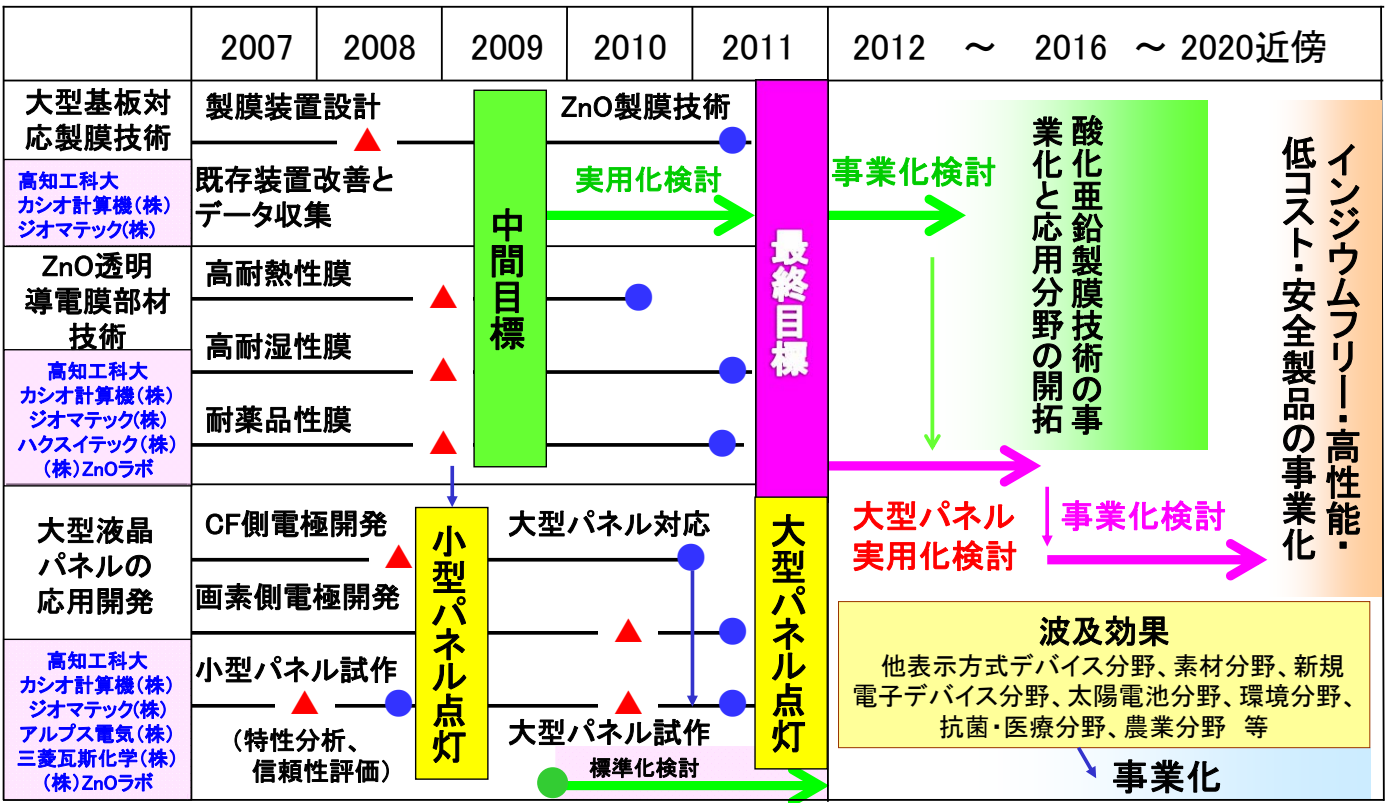 2007
2008
2009
2010
2011
2012 ～ 2016 ～ 2020近傍
大型基板対
応製膜技術
高知工科大
カシオ計算機(株)
ジオマテック(株)
製膜装置設計
ZnO製膜技術
既存装置改善と
データ収集
実用化検討
事業化検討
ZnO透明
導電膜部材
技術
高知工科大
カシオ計算機(株)
ジオマテック(株)
ハクスイテック(株)
(株)ZnOラボ
高耐熱性膜
高耐湿性膜
耐薬品性膜
中間目標
最終目標
酸化亜鉛製膜技術の事
業化と応用分野の開拓
インジウムフリー・高性能・
低コスト・安全製品の事業化
大型液晶
パネルの
応用開発
高知工科大
カシオ計算機(株)
ジオマテック(株)
アルプス電気(株)
三菱瓦斯化学(株)
(株)ZnOラボ
CF側電極開発
大型パネル対応
画素側電極開発
小型パネル試作
(特性分析、
信頼性評価)
小型パネル点灯
大型パネル試作
標準化検討
大型パネル点灯
大型パネル
実用化検討
事業化検討
波及効果
他表示方式デバイス分野、素材分野、新規
電子デバイス分野、太陽電池分野、環境分野、
抗菌・医療分野、農業分野 等
事業化